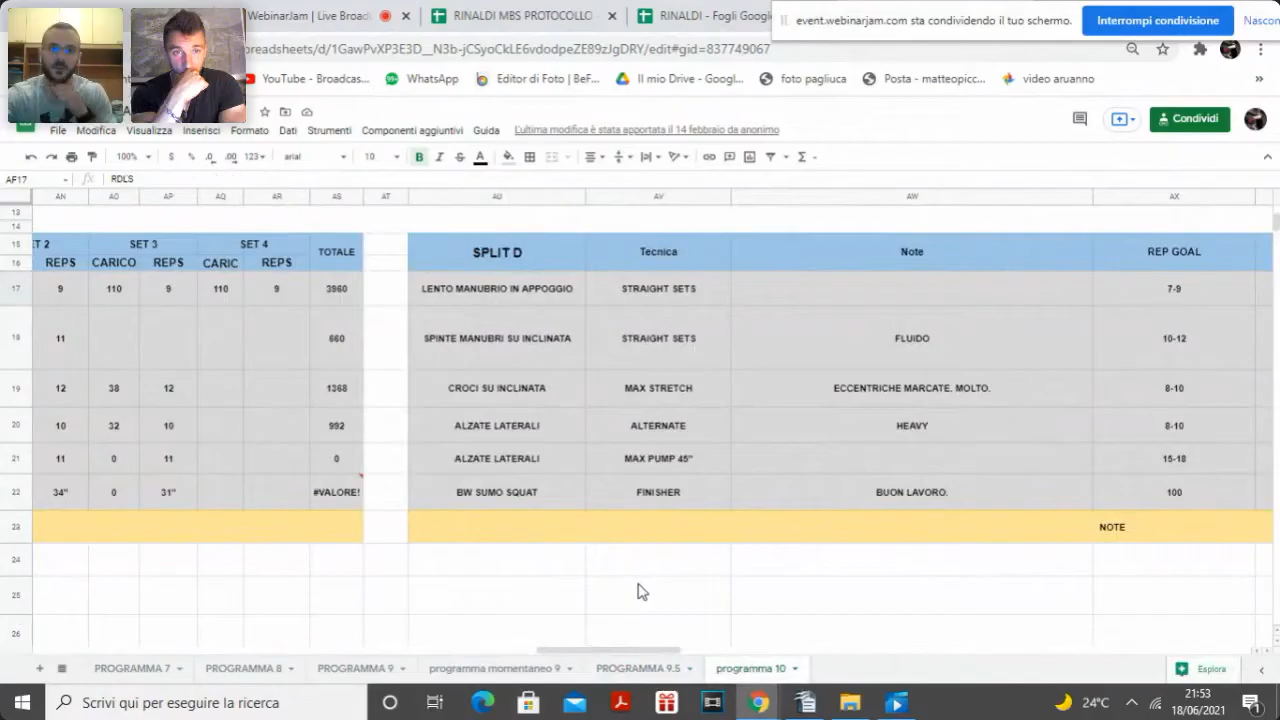 WebinarJam | Live Broadc
RINALDI MBS PROTOCOLLO
RINALDI - Fogli Google
event.webinarjam.com sta condividendo il tuo schermo.
Interrompi condivisione
Nascon
preadsheets/d/1GawPvXP3E3D__N3b-jCSyoCkLE6vdodpeZE89zJgDRY/edit#gid=837749067
YouTube - Broadcas...
WhatsApp
Editor di Foto | BeF...
Il mio Drive - Googl...
foto pagliuca
Posta - matteopicc...
video aruanno
»
File Modifica Visualizza Inserisci Formato Dati Strumenti Componenti aggiuntivi Guida L'ultima modifica è stata apportata il 14 febbraio da anonimo
Condividi
100% $ % .0 .00 123 arial 10 B I S A Σ
AF17 fx RDLS
AN AO AP AQ AR AS AT AU AV AW AX
13
14
15 ET 2 SET 3 SET 4 TOTALE SPLIT D Tecnica Note REP GOAL
16 REPS CARICO REPS CARIC REPS
17 9 110 9 110 9 3960 LENTO MANUBRIO IN APPOGGIO STRAIGHT SETS 7-9
18 11 660 SPINTE MANUBRI SU INCLINATA STRAIGHT SETS FLUIDO 10-12
19 12 38 12 1368 CROCI SU INCLINATA MAX STRETCH ECCENTRICHE MARCATE. MOLTO. 8-10
20 10 32 10 992 ALZATE LATERALI ALTERNATE HEAVY 8-10
21 11 0 11 0 ALZATE LATERALI MAX PUMP 45" 15-18
22 34" 0 31" #VALORE! BW SUMO SQUAT FINISHER BUON LAVORO. 100
23 NOTE
24
25
26
+ PROGRAMMA 7 PROGRAMMA 8 PROGRAMMA 9 programma momentaneo 9 PROGRAMMA 9.5 programma 10 Esplora
Scrivi qui per eseguire la ricerca
24°C
21:53
18/06/2021
1